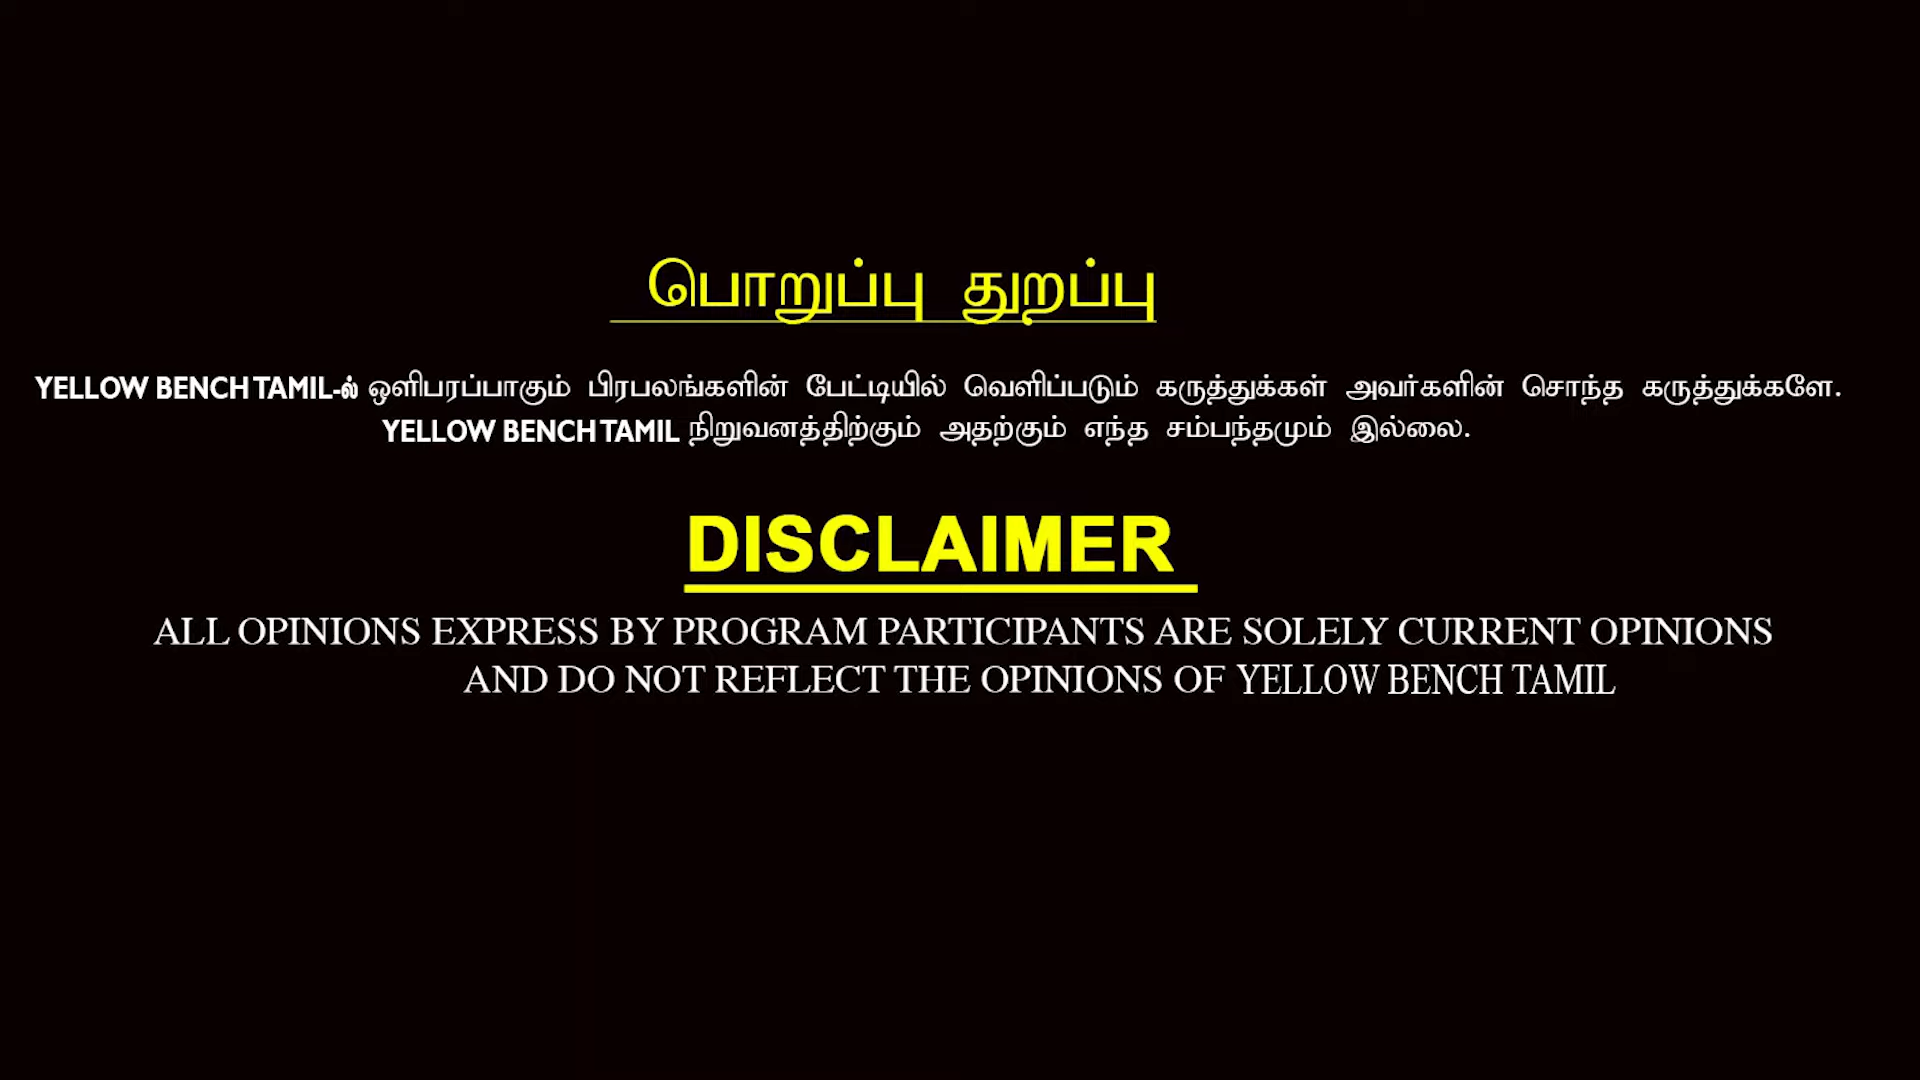 பொறுப்பு துறப்பு
YELLOW BENCH TAMIL-ல் ஒளிபரப்பாகும் பிரபலங்களின் பேட்டியில் வெளிப்படும் கருத்துக்கள் அவர்களின் சொந்த கருத்துக்களே.
YELLOW BENCH TAMIL நிறுவனத்திற்கும் அதற்கும் எந்த சம்பந்தமும் இல்லை.
DISCLAIMER
ALL OPINIONS EXPRESS BY PROGRAM PARTICIPANTS ARE SOLELY CURRENT OPINIONS
AND DO NOT REFLECT THE OPINIONS OF YELLOW BENCH TAMIL